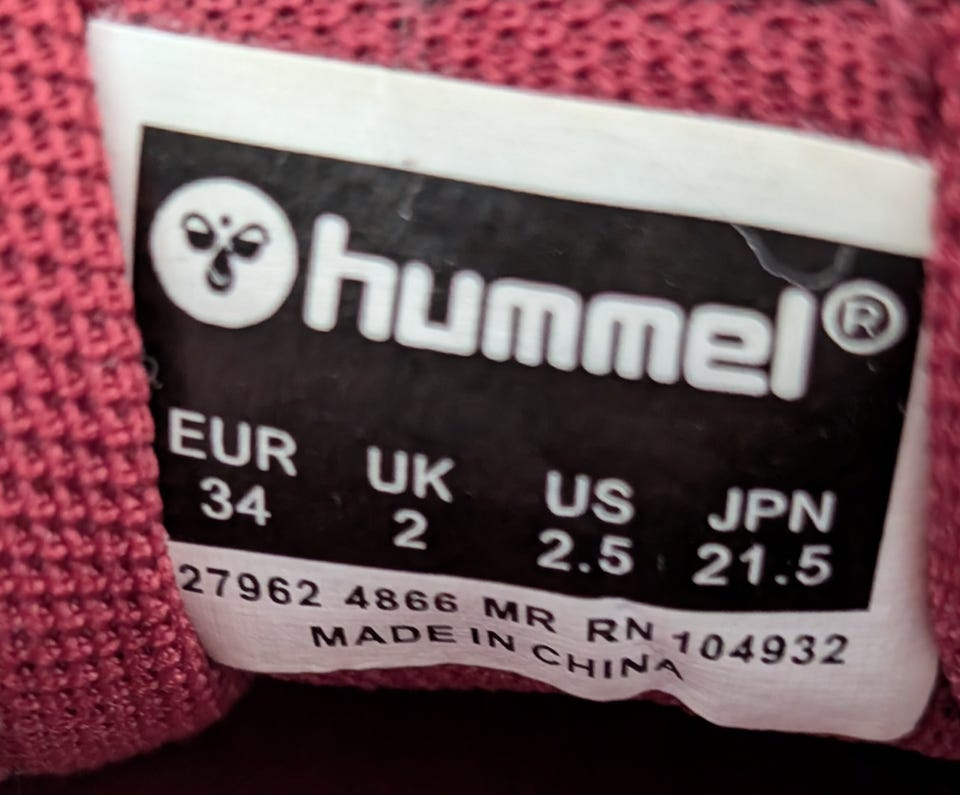 hummel®
EUR UK US JPN
34 2 2.5 21.5
27962 4866 MR RN 104932
MADE IN CHINA